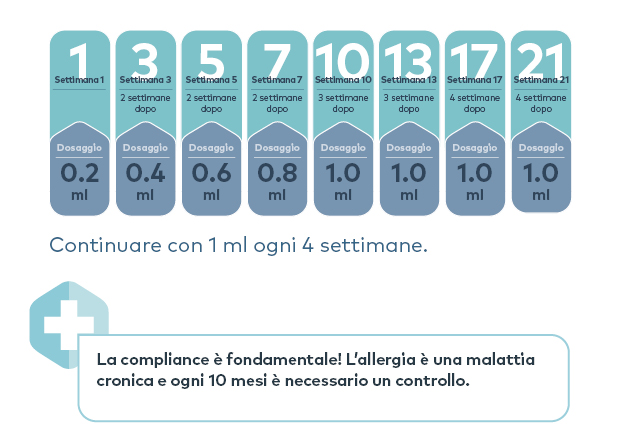 1 3 5 7 10 13 17 21
Settimana 1 Settimana 3 Settimana 5 Settimana 7 Settimana 10 Settimana 13 Settimana 17 Settimana 21
2 settimane 2 settimane 2 settimane 3 settimane 3 settimane 4 settimane 4 settimane
dopo dopo dopo dopo dopo dopo dopo
Dosaggio Dosaggio Dosaggio Dosaggio Dosaggio Dosaggio Dosaggio Dosaggio
0.2 0.4 0.6 0.8 1.0 1.0 1.0 1.0
ml ml ml ml ml ml ml ml
Continuare con 1 ml ogni 4 settimane.
La compliance è fondamentale! L'allergia è una malattia
cronica e ogni 10 mesi è necessario un controllo.